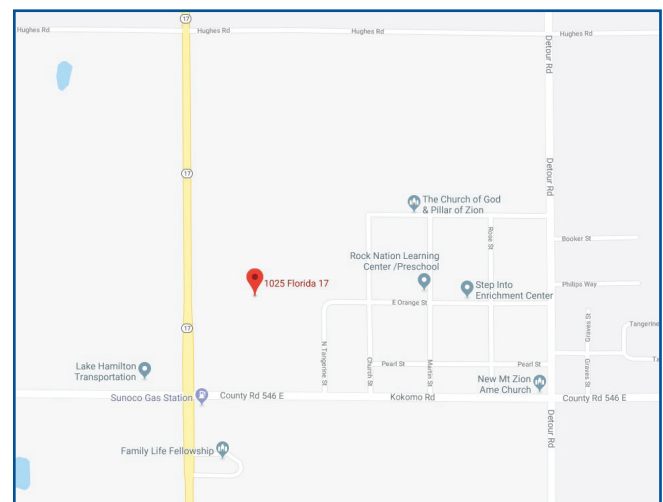 17
Hughes Rd
Hughes Rd
Hughes Rd
Hughes Rd
Detour Rd
17
Detour Rd
The Church of God
& Pillar of Zion
Rose St
Booker St
Rock Nation Learning
Center /Preschool
1025 Florida 17
Step Into
Enrichment Center
Philips Way
E Orange St
17
Graves St
Tangerine
N Tangerine St
Church St
Martin St
Lake Hamilton
Transportation
Pearl St
Pearl St
Graves St
Ta
New Mt Zion
Ame Church
Sunoco Gas Station
County Rd 546 E
Kokomo Rd
County Rd 546 E
Detour Rd
Family Life Fellowship